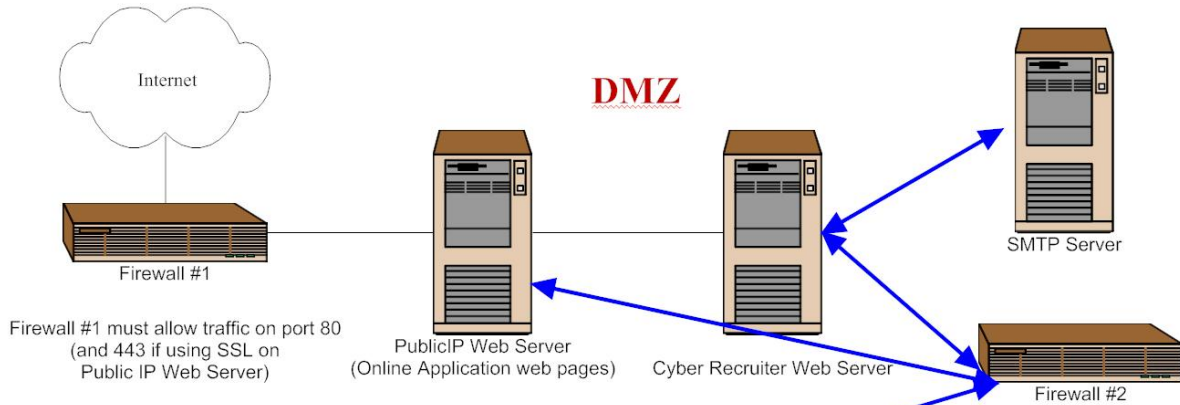 Internet
DMZ
SMTP Server
Firewall #1
Firewall #1 must allow traffic on port 80
(and 443 if using SSL on
Public IP Web Server)
PublicIP Web Server
(Online Application web pages)
Cyber Recruiter Web Server
Firewall #2